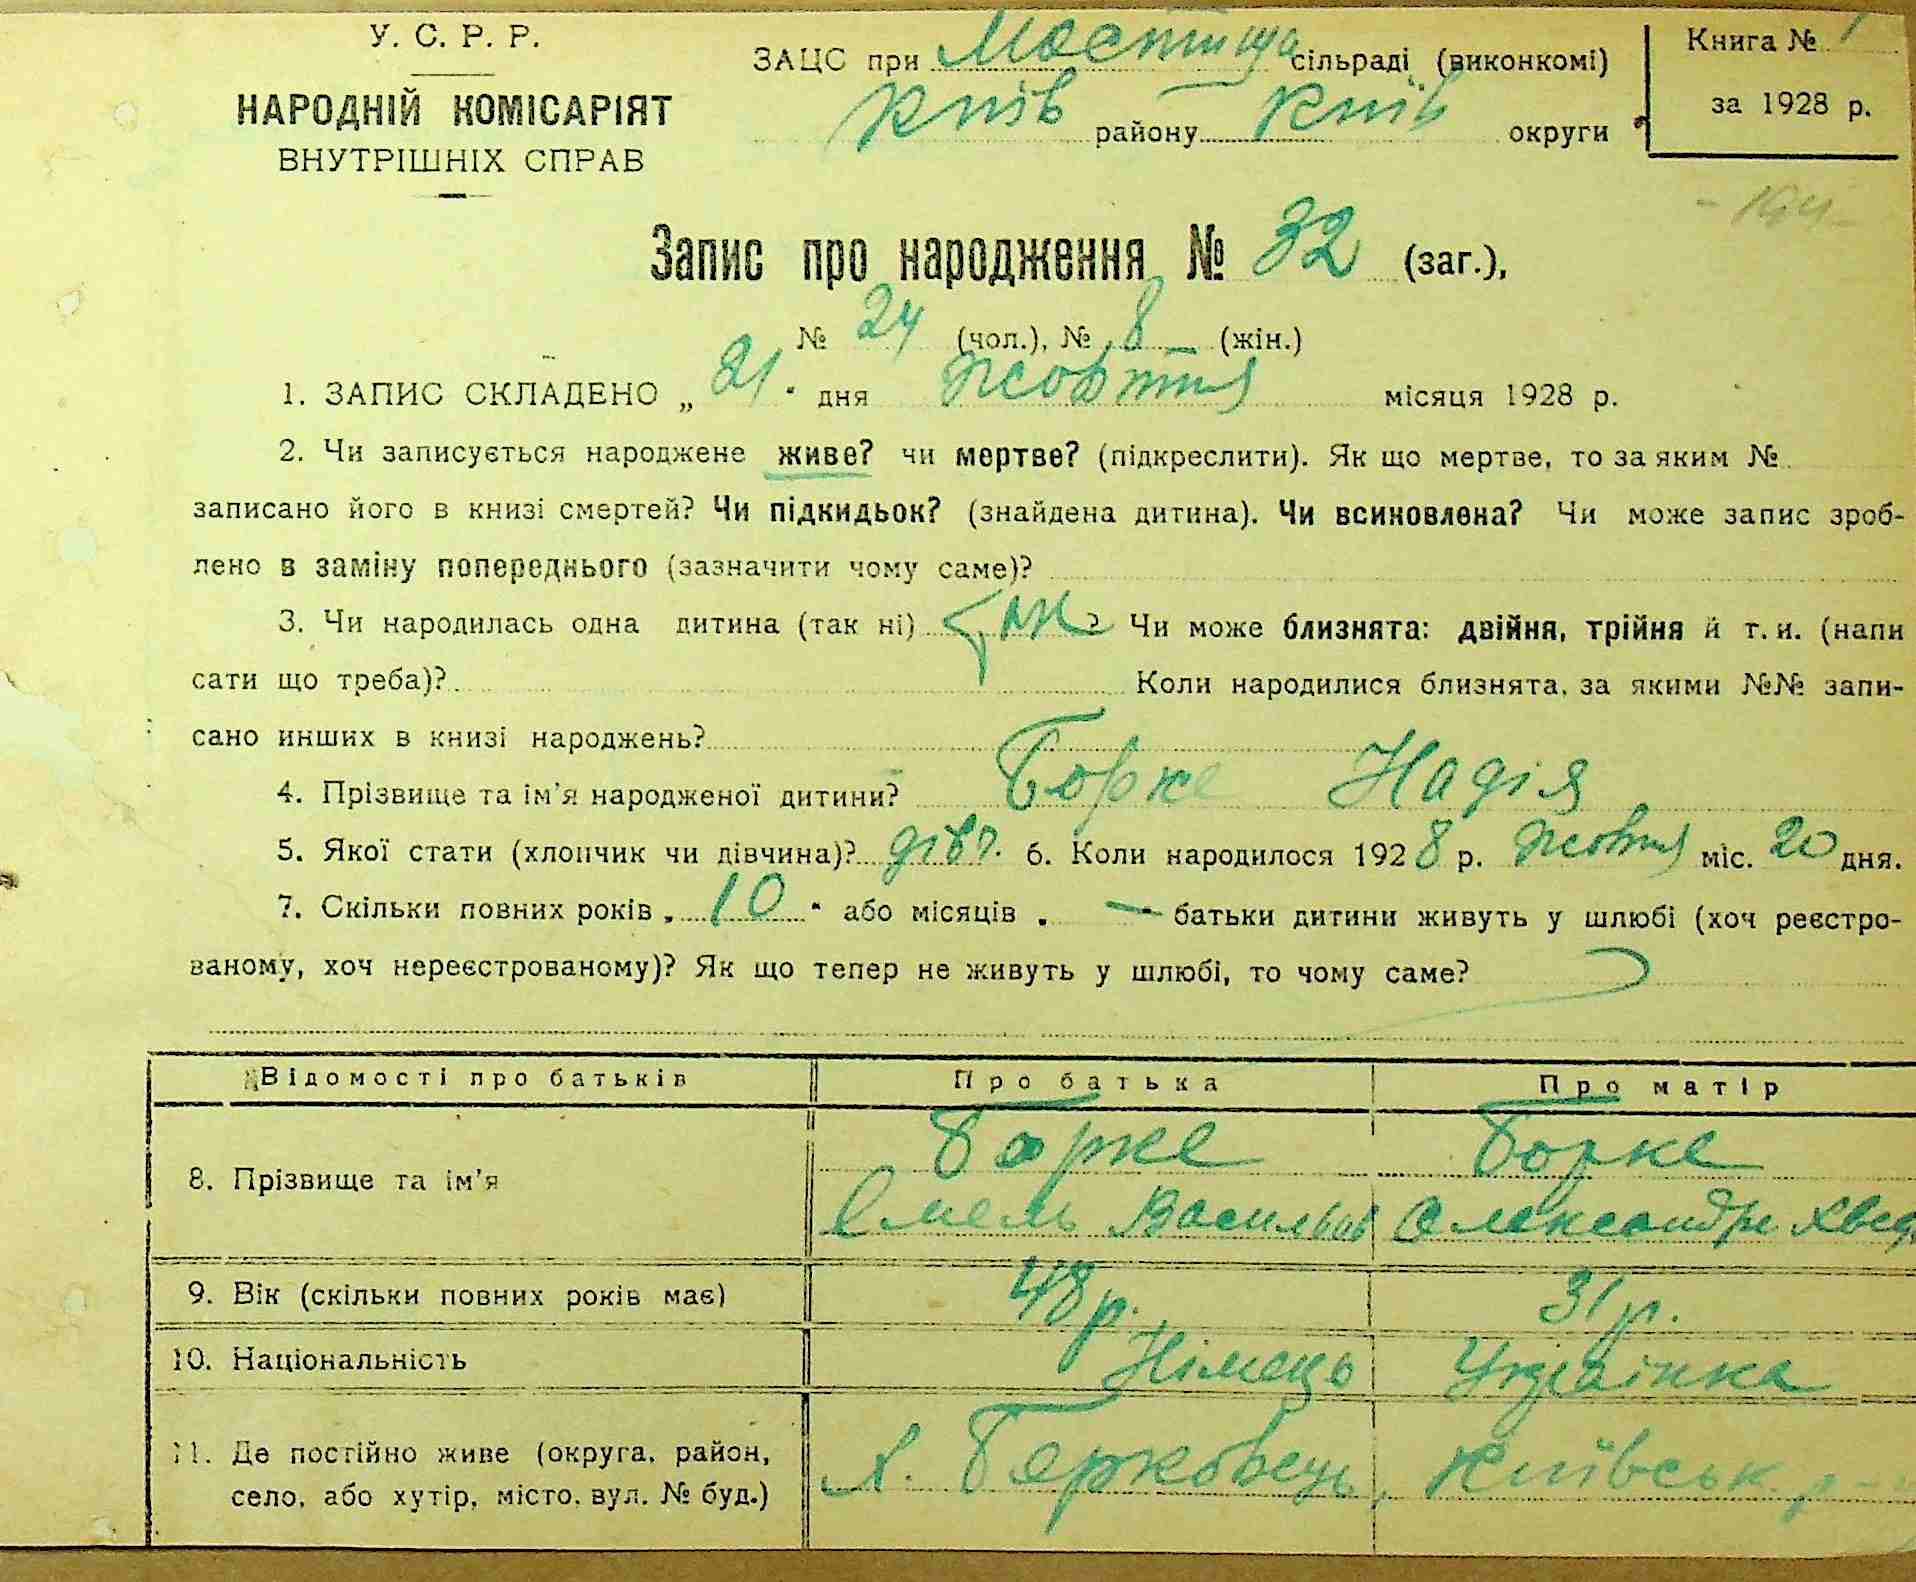 У. С. Р. Р.
НАРОДНІЙ КОМІСАРІЯТ
ВНУТРІШНІХ СПРАВ
ЗАЦС при Мостища сільраді (виконкомі)
Київ району Київ округи
Книга № 1
за 1928 р.
Запис про народження № 32 (заг.),
№ 24 (чол.), № 8 (жін.)
1. ЗАПИС СКЛАДЕНО „ 21 " дня жовтня місяця 1928 р.
2. Чи записується народжене живе? чи мертве? (підкреслити). Як що мертве, то за яким №
записано його в книзі смертей? Чи підкидьок? (знайдена дитина). Чи всиновлена? Чи може запис зроб-
лено в заміну попереднього (зазначити чому саме)?
3. Чи народилась одна дитина (так ні) так ? Чи може близнята: двійня, трійня й т. и. (напи
сати що треба)? Коли народилися близнята, за якими №№ запи-
сано инших в книзі народжень?
4. Прізвище та ім'я народженої дитини? Борке Надія
5. Якої стати (хлопчик чи дівчина)? дівч. 6. Коли народилося 1928 р. жовтня міс. 20 дня.
7. Скільки повних років „ 10 " або місяців „ — " батьки дитини живуть у шлюбі (хоч реєстро-
ваному, хоч нереєстрованому)? Як що тепер не живуть у шлюбі, то чому саме?
Відомості про батьків Про батька Про матір
8. Прізвище та ім'я Борке Борке
Емель Васильов Александра Хвед
9. Вік (скільки повних років має) 48 р. 31 р.
10. Національність Німець Українка
11. Де постійно живе (округа, район,
село, або хутір, місто, вул. № буд.) х. Берковець, Київськ. р-